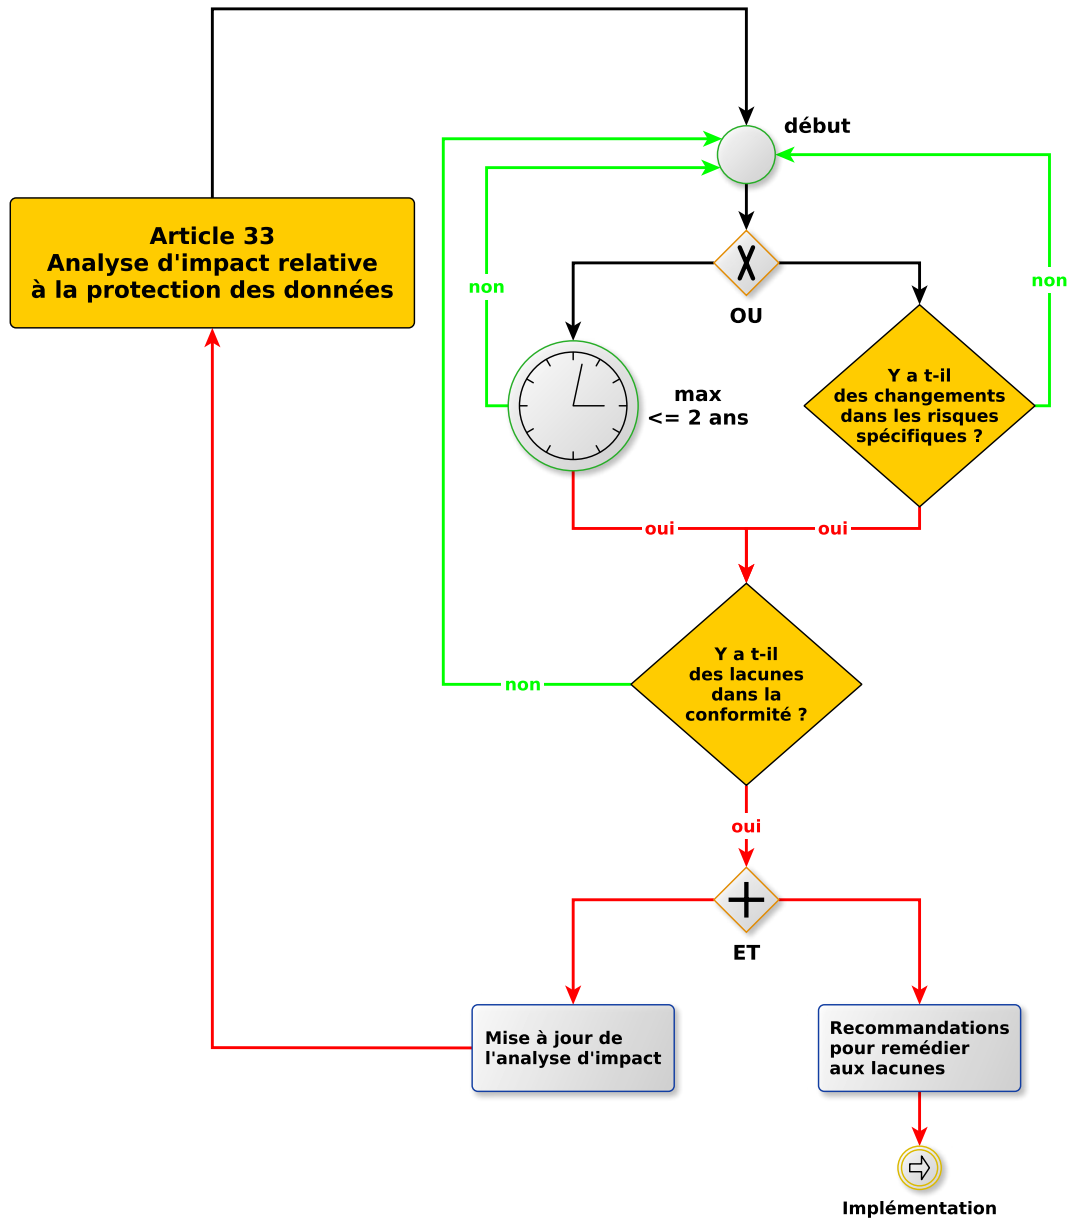 début
Article 33
Analyse d'impact relative
à la protection des données
non
non
OU
max
<= 2 ans
Y a t-il
des changements
dans les risques
spécifiques ?
oui
oui
Y a t-il
des lacunes
dans la
conformité ?
non
oui
ET
Mise à jour de
l'analyse d'impact
Recommandations
pour remédier
aux lacunes
Implémentation